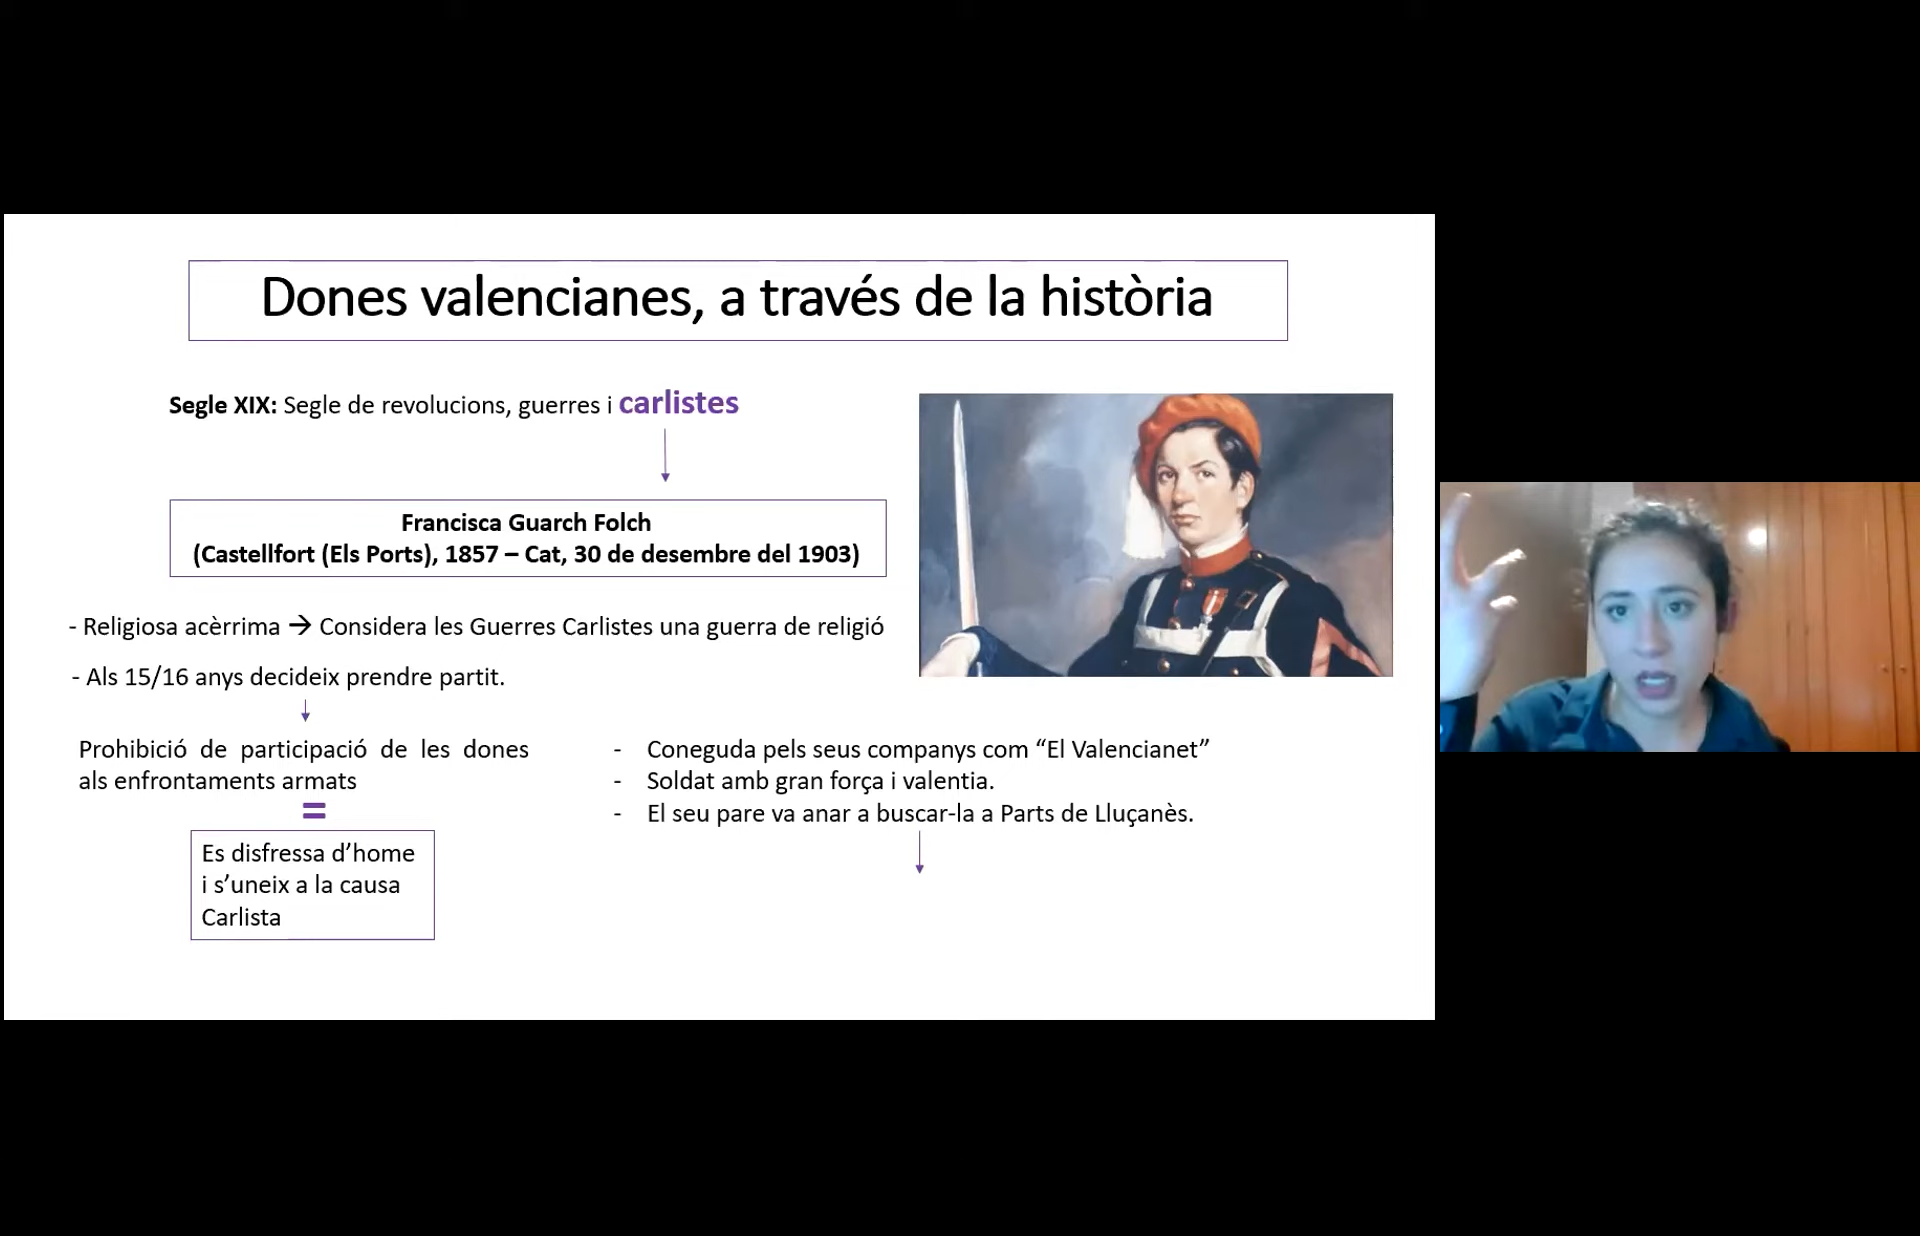 Dones valencianes, a través de la història
Segle XIX: Segle de revolucions, guerres i carlistes
Francisca Guarch Folch
(Castellfort (Els Ports), 1857 – Cat, 30 de desembre del 1903)
- Religiosa acèrrima → Considera les Guerres Carlistes una guerra de religió
- Als 15/16 anys decideix prendre partit.
Prohibició de participació de les dones
als enfrontaments armats
=
Es disfressa d’home
i s’uneix a la causa
Carlista
- Coneguda pels seus companys com “El Valencianet”
- Soldat amb gran força i valentia.
- El seu pare va anar a buscar-la a Parts de Lluçanès.